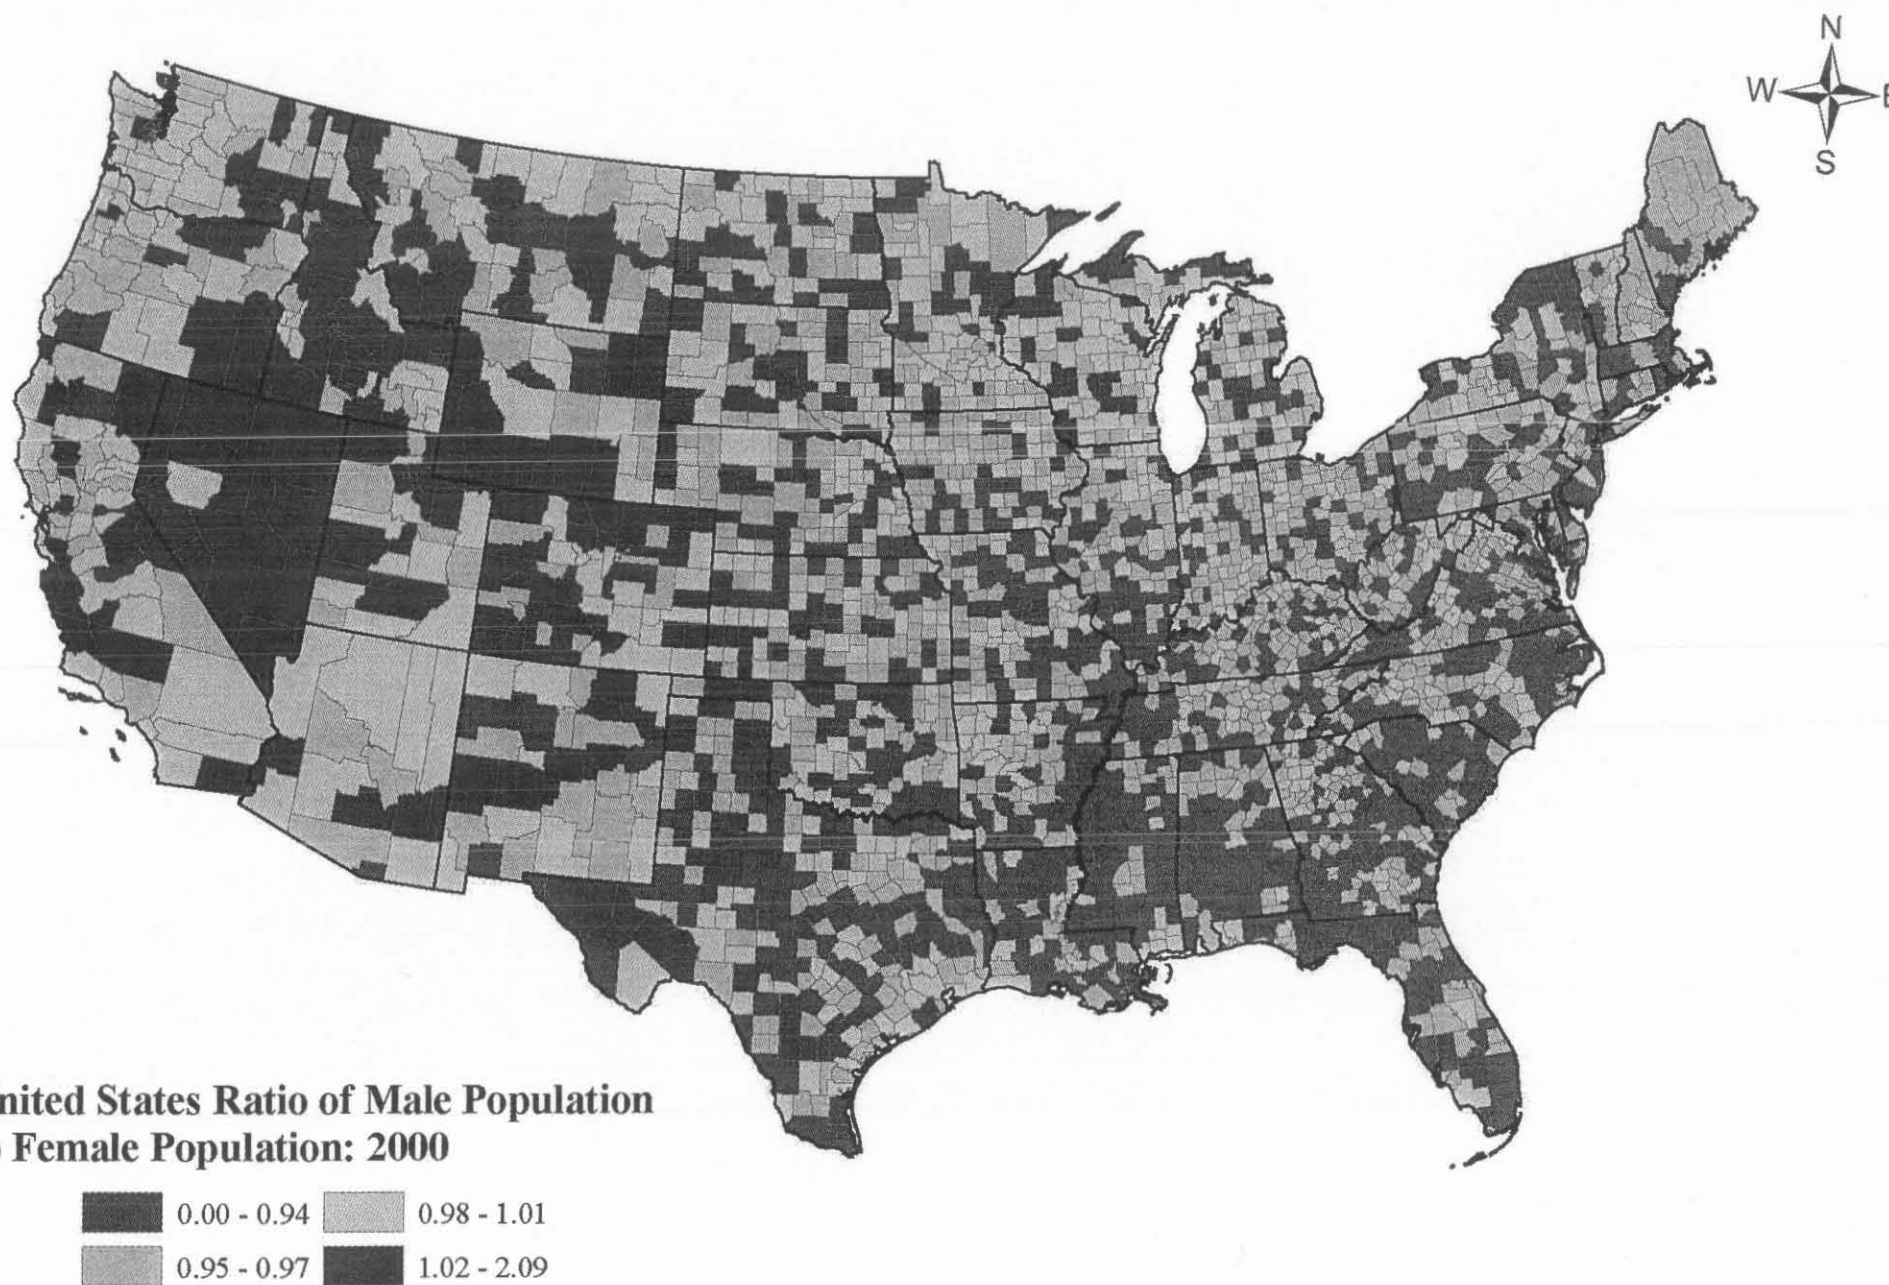 N
W E
S
nited States Ratio of Male Population
Female Population: 2000
0.00 - 0.94 0.98 - 1.01
0.95 - 0.97 1.02 - 2.09